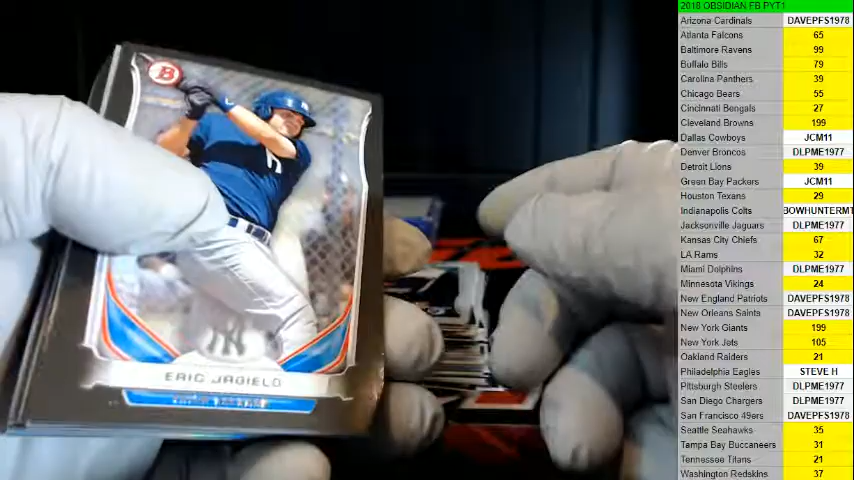 B
NY
ERIC JAGIELO
2018 OBSIDIAN FB PYT1
Arizona Cardinals DAVEPFS1978
Atlanta Falcons 65
Baltimore Ravens 99
Buffalo Bills 79
Carolina Panthers 39
Chicago Bears 55
Cincinnati Bengals 27
Cleveland Browns 199
Dallas Cowboys JCM11
Denver Broncos DLPME1977
Detroit Lions 39
Green Bay Packers JCM11
Houston Texans 29
Indianapolis Colts BOWHUNTERMT
Jacksonville Jaguars DLPME1977
Kansas City Chiefs 67
LA Rams 32
Miami Dolphins DLPME1977
Minnesota Vikings 24
New England Patriots DAVEPFS1978
New Orleans Saints DAVEPFS1978
New York Giants 199
New York Jets 105
Oakland Raiders 21
Philadelphia Eagles STEVE H
Pittsburgh Steelers DLPME1977
San Diego Chargers DLPME1977
San Francisco 49ers DAVEPFS1978
Seattle Seahawks 35
Tampa Bay Buccaneers 31
Tennessee Titans 21
Washington Redskins 37